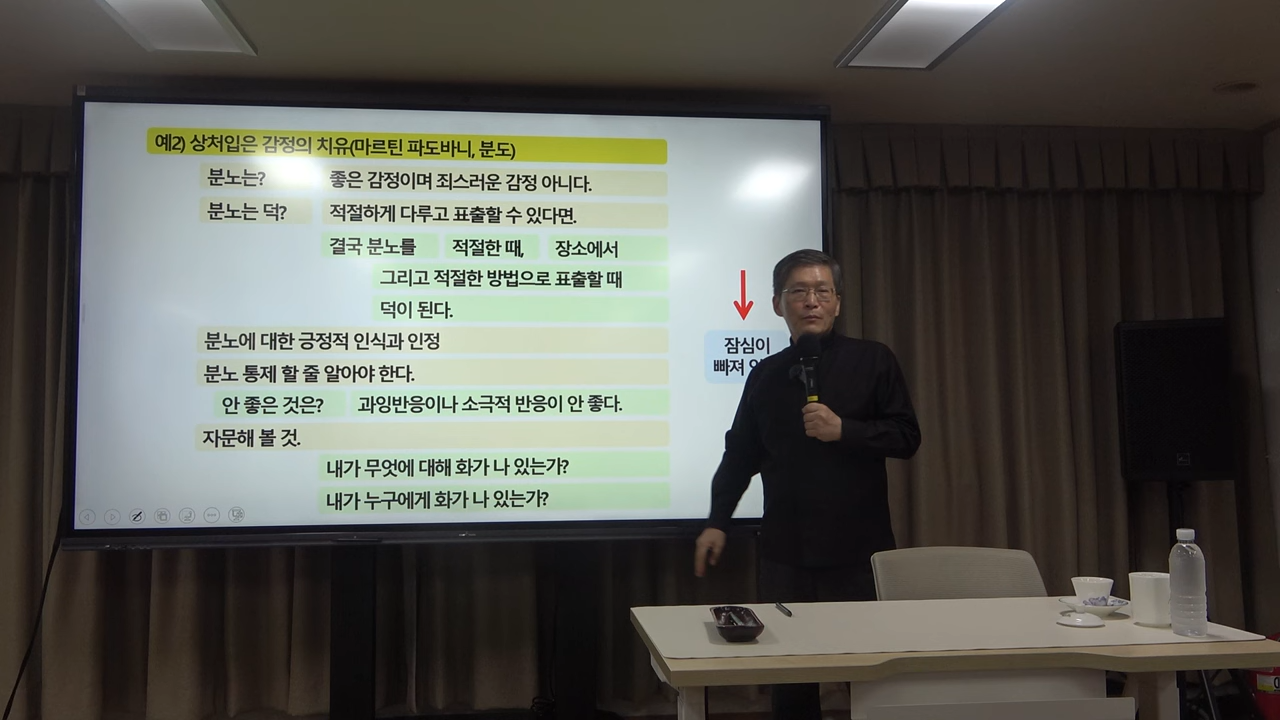 예2) 상처입은 감정의 치유(마르틴 파도바니, 분도)
분노는? 좋은 감정이며 죄스러운 감정 아니다.
분노는 덕? 적절하게 다루고 표출할 수 있다면.
결국 분노를 적절한 때, 장소에서
그리고 적절한 방법으로 표출할 때
덕이 된다.
분노에 대한 긍정적 인식과 인정
분노 통제 할 줄 알아야 한다.
안 좋은 것은? 과잉반응이나 소극적 반응이 안 좋다.
자문해 볼 것.
내가 무엇에 대해 화가 나 있는가?
내가 누구에게 화가 나 있는가?
잠심이
빠져